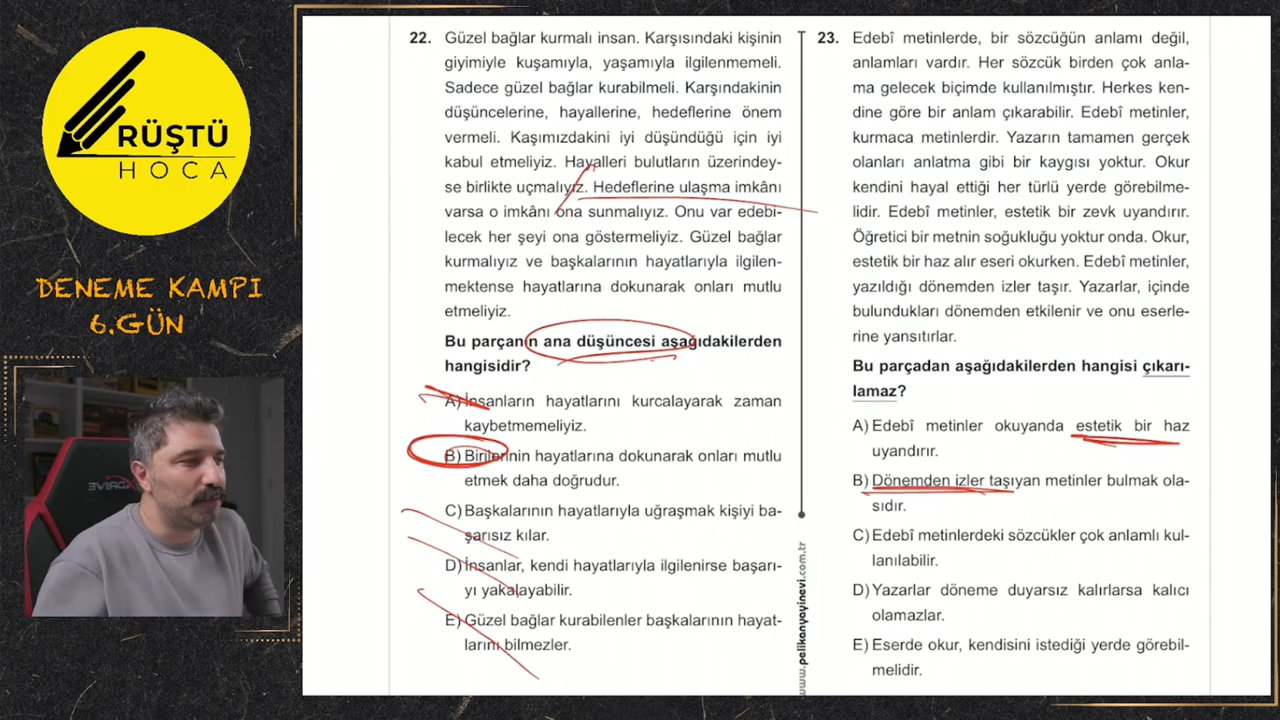 RÜŞTÜ
HOCA
DENEME KAMPI
6.GÜN
22. Güzel bağlar kurmalı insan. Karşısındaki kişinin
giyimiyle kuşamıyla, yaşamıyla ilgilenmemeli.
Sadece güzel bağlar kurabilmeli. Karşındakinin
düşüncelerine, hayallerine, hedeflerine önem
vermeli. Kaşımızdakini iyi düşündüğü için iyi
kabul etmeliyiz. Hayalleri bulutların üzerindey-
se birlikte uçmalıyız. Hedeflerine ulaşma imkânı
varsa o imkânı ona sunmalıyız. Onu var edebi-
lecek her şeyi ona göstermeliyiz. Güzel bağlar
kurmalıyız ve başkalarının hayatlarıyla ilgilen-
mektense hayatlarına dokunarak onları mutlu
etmeliyiz.
Bu parçanın ana düşüncesi aşağıdakilerden
hangisidir?
A) İnsanların hayatlarını kurcalayarak zaman
kaybetmemeliyiz.
B) Birilerinin hayatlarına dokunarak onları mutlu
etmek daha doğrudur.
C) Başkalarının hayatlarıyla uğraşmak kişiyi ba-
şarısız kılar.
D) İnsanlar, kendi hayatlarıyla ilgilenirse başarı-
yı yakalayabilir.
E) Güzel bağlar kurabilenler başkalarının hayat-
larını bilmezler.
www.pelikanyayinevi.com.tr
23. Edebî metinlerde, bir sözcüğün anlamı değil,
anlamları vardır. Her sözcük birden çok anla-
ma gelecek biçimde kullanılmıştır. Herkes ken-
dine göre bir anlam çıkarabilir. Edebî metinler,
kurmaca metinlerdir. Yazarın tamamen gerçek
olanları anlatma gibi bir kaygısı yoktur. Okur
kendini hayal ettiği her türlü yerde görebilme-
lidir. Edebî metinler, estetik bir zevk uyandırır.
Öğretici bir metnin soğukluğu yoktur onda. Okur,
estetik bir haz alır eseri okurken. Edebî metinler,
yazıldığı dönemden izler taşır. Yazarlar, içinde
bulundukları dönemden etkilenir ve onu eserle-
rine yansıtırlar.
Bu parçadan aşağıdakilerden hangisi çıkarı-
lamaz?
A) Edebî metinler okuyanda estetik bir haz
uyandırır.
B) Dönemden izler taşıyan metinler bulmak ola-
sıdır.
C) Edebî metinlerdeki sözcükler çok anlamlı kul-
lanılabilir.
D) Yazarlar döneme duyarsız kalırlarsa kalıcı
olamazlar.
E) Eserde okur, kendisini istediği yerde görebil-
melidir.